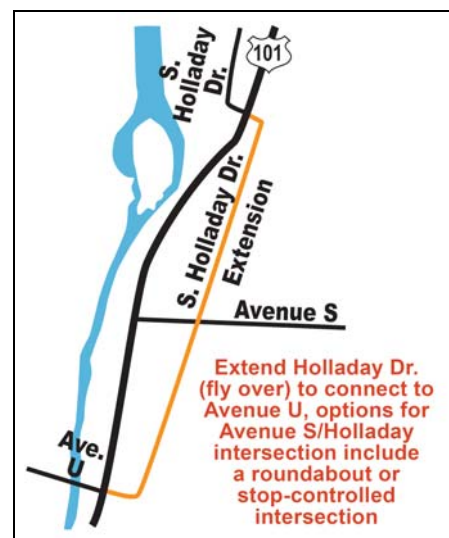 S. Holladay Dr.
101
S. Holladay Dr.
Extension
Avenue S
Ave.
U
Extend Holladay Dr.
(fly over) to connect to
Avenue U, options for
Avenue S/Holladay
intersection include
a roundabout or
stop-controlled
intersection